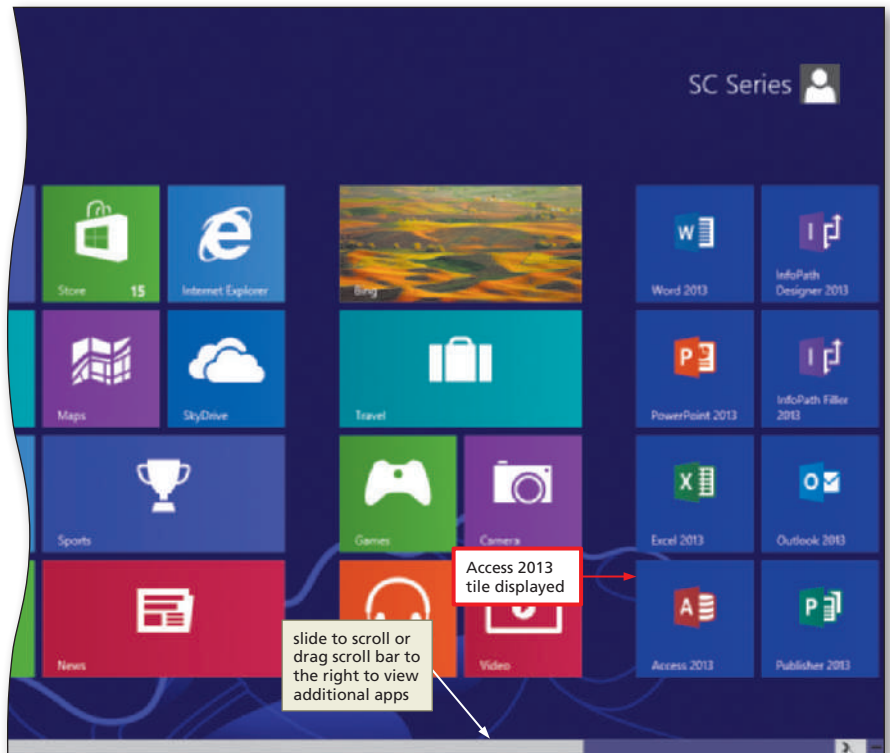 SC Series
Store 15
Internet Explorer
Bing
Word 2013
InfoPath
Designer 2013
Maps
SkyDrive
Travel
PowerPoint 2013
InfoPath Filler
2013
Sports
Games
Camera
Excel 2013
Outlook 2013
Access 2013
tile displayed
News
Video
Access 2013
Publisher 2013
slide to scroll or
drag scroll bar to
the right to view
additional apps